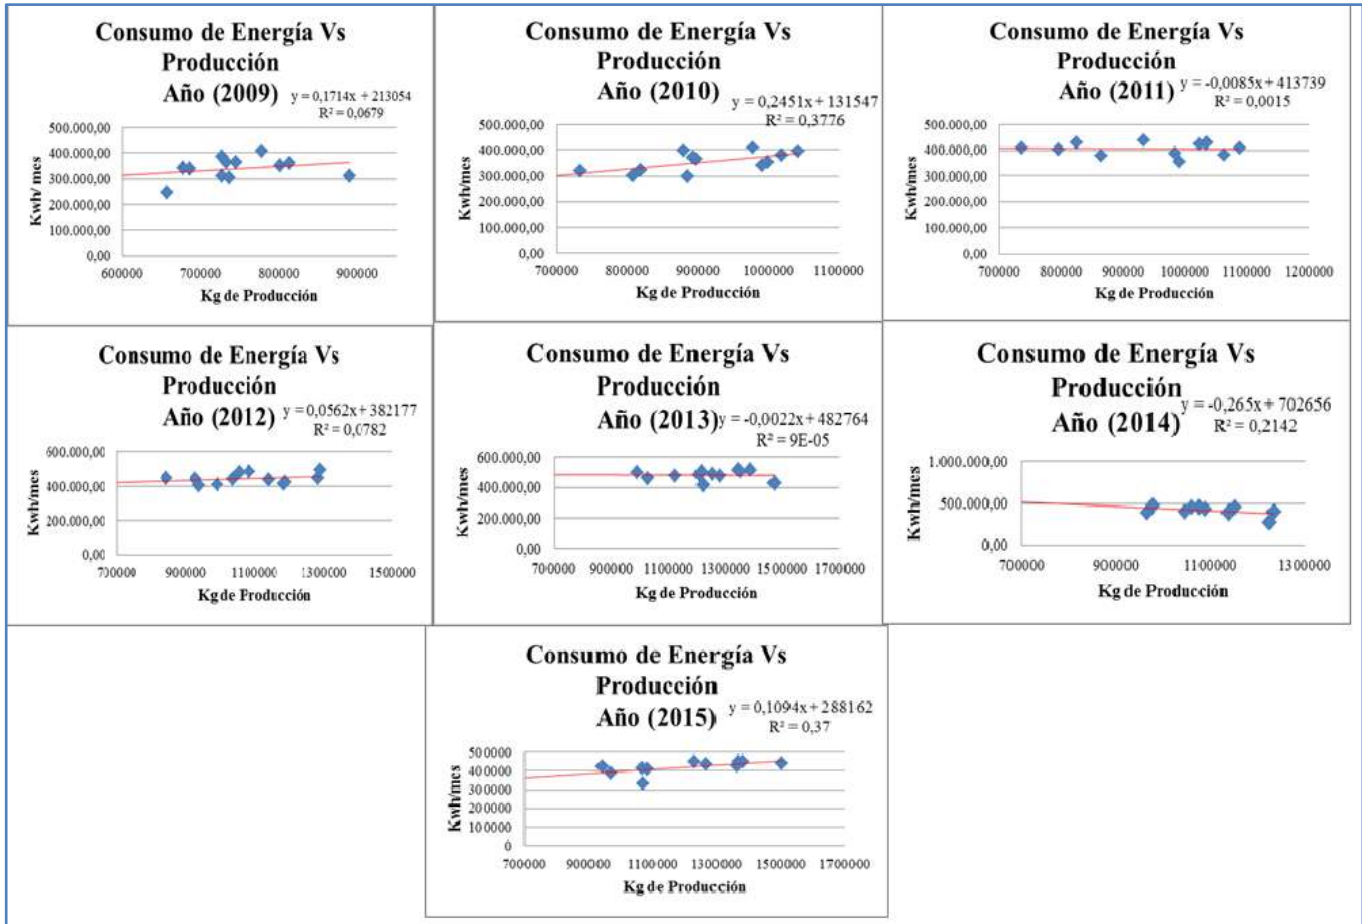 Consumo de Energía Vs
Producción
Año (2009)
y = 0,1714x + 213054
R² = 0,0679
500.000,00
400.000,00
300.000,00
200.000,00
100.000,00
0,00
Kwh/ mes
600000 700000 800000 900000
Kg de Producción
Consumo de Energía Vs
Producción
Año (2010)
y = 0,2451x + 131547
R² = 0,3776
500.000,00
400.000,00
300.000,00
200.000,00
100.000,00
0,00
Kwh/mes
700000 800000 900000 1000000 1100000
Kg de Producción
Consumo de Energía Vs
Producción
Año (2011)
y = -0,0085x + 413739
R² = 0,0015
500.000,00
400.000,00
300.000,00
200.000,00
100.000,00
0,00
Kwh/mes
700000 800000 900000 1000000 1100000 1200000
Kg de Producción
Consumo de Energía Vs
Producción
Año (2012)
y = 0,0562x + 382177
R² = 0,0782
600.000,00
400.000,00
200.000,00
0,00
Kwh/mes
700000 900000 1100000 1300000 1500000
Kg de Producción
Consumo de Energía Vs
Producción
Año (2013)
y = -0,0022x + 482764
R² = 9E-05
600.000,00
400.000,00
200.000,00
0,00
Kwh/mes
700000 900000 1100000 1300000 1500000 1700000
Kg de Producción
Consumo de Energía Vs
Producción
Año (2014)
y = -0,265x + 702656
R² = 0,2142
1.000.000,00
500.000,00
0,00
Kwh/mes
700000 900000 1100000 1300000
Kg de Producción
Consumo de Energía Vs
Producción
Año (2015)
y = 0,1094x + 288162
R² = 0,37
500000
400000
300000
200000
100000
0
Kwh/mes
700000 900000 1100000 1300000 1500000 1700000
Kg de Producción